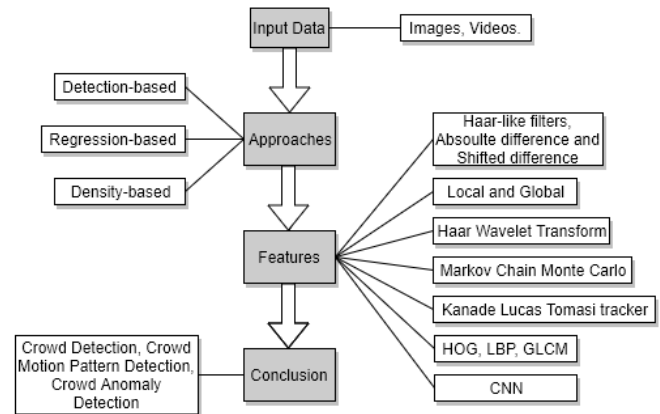 Input Data
Images, Videos.
Detection-based
Regression-based
Density-based
Approaches
Haar-like filters,
Absoulte difference and
Shifted difference
Local and Global
Haar Wavelet Transform
Markov Chain Monte Carlo
Kanade Lucas Tomasi tracker
HOG, LBP, GLCM
CNN
Features
Crowd Detection, Crowd
Motion Pattern Detection,
Crowd Anomaly
Detection
Conclusion